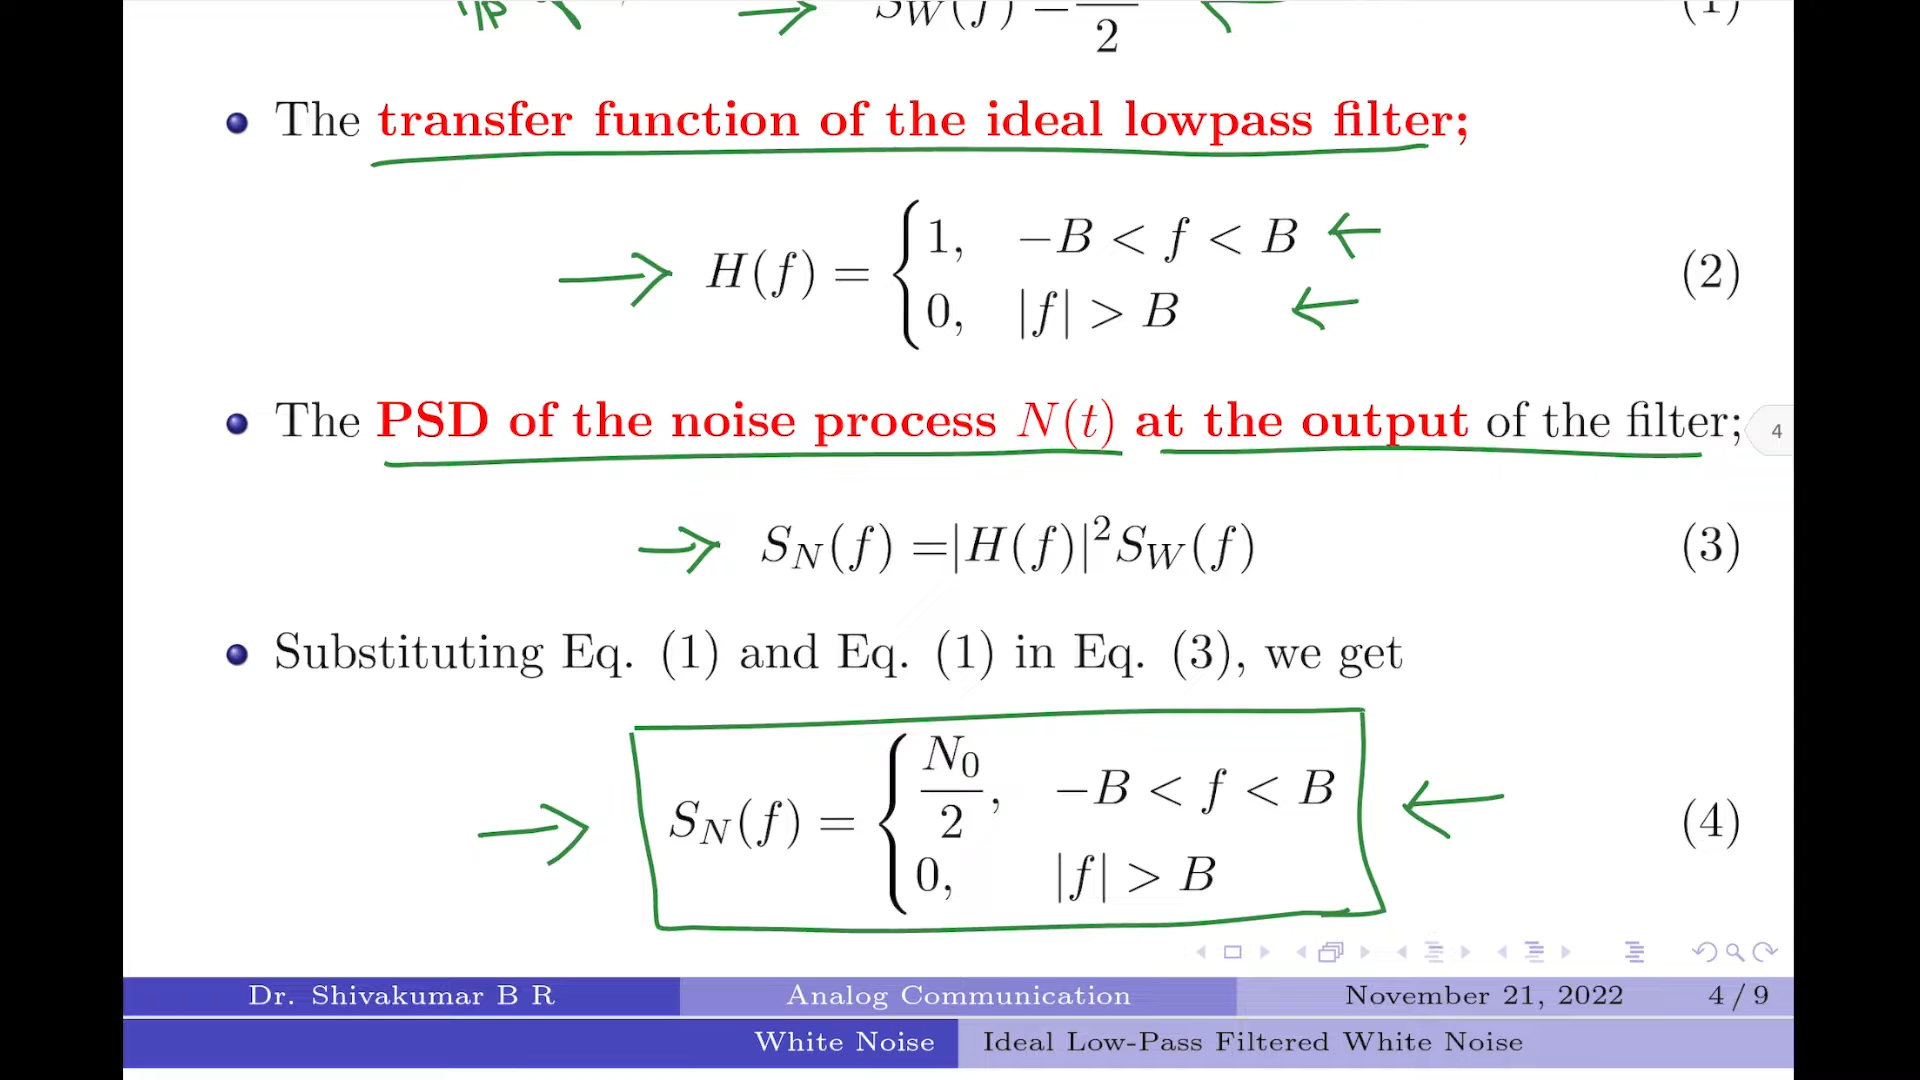 i/p
S_W(f) = 2 (1)
• The transfer function of the ideal lowpass filter;
H(f) = { 1, −B < f < B
0, |f| > B (2)
• The PSD of the noise process N(t) at the output of the filter;
4
S_N(f) =|H(f)|²S_W(f) (3)
• Substituting Eq. (1) and Eq. (1) in Eq. (3), we get
S_N(f) = { N₀/2, −B < f < B
0, |f| > B (4)
Dr. Shivakumar B R Analog Communication November 21, 2022 4 / 9
White Noise Ideal Low-Pass Filtered White Noise